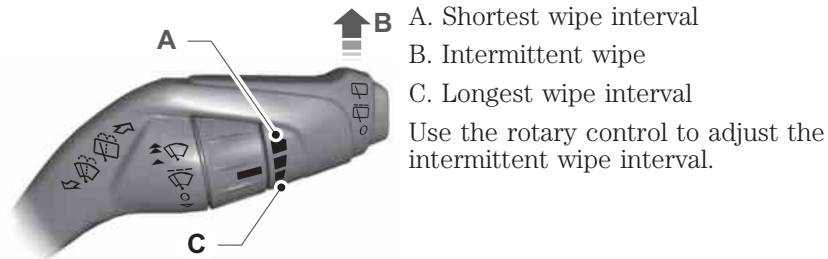 A
B
C
A. Shortest wipe interval
B. Intermittent wipe
C. Longest wipe interval
Use the rotary control to adjust the
intermittent wipe interval.